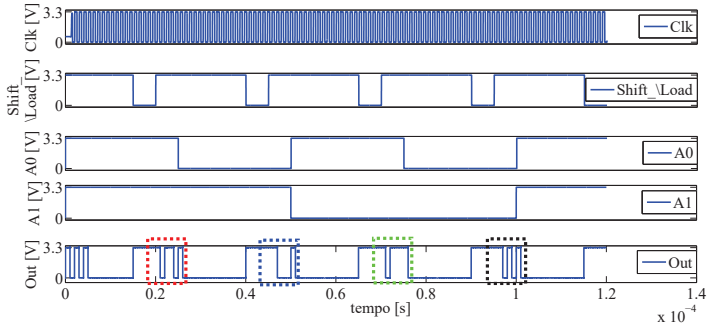 Clk [V]
3.3
0
Clk
Shift_
\Load [V]
3.3
0
Shift_\Load
A0 [V]
3.3
0
A0
A1 [V]
3.3
0
A1
Out [V]
3.3
0
Out
0 0.2 0.4 0.6 0.8 1 1.2 1.4
tempo [s]
x 10⁻⁴